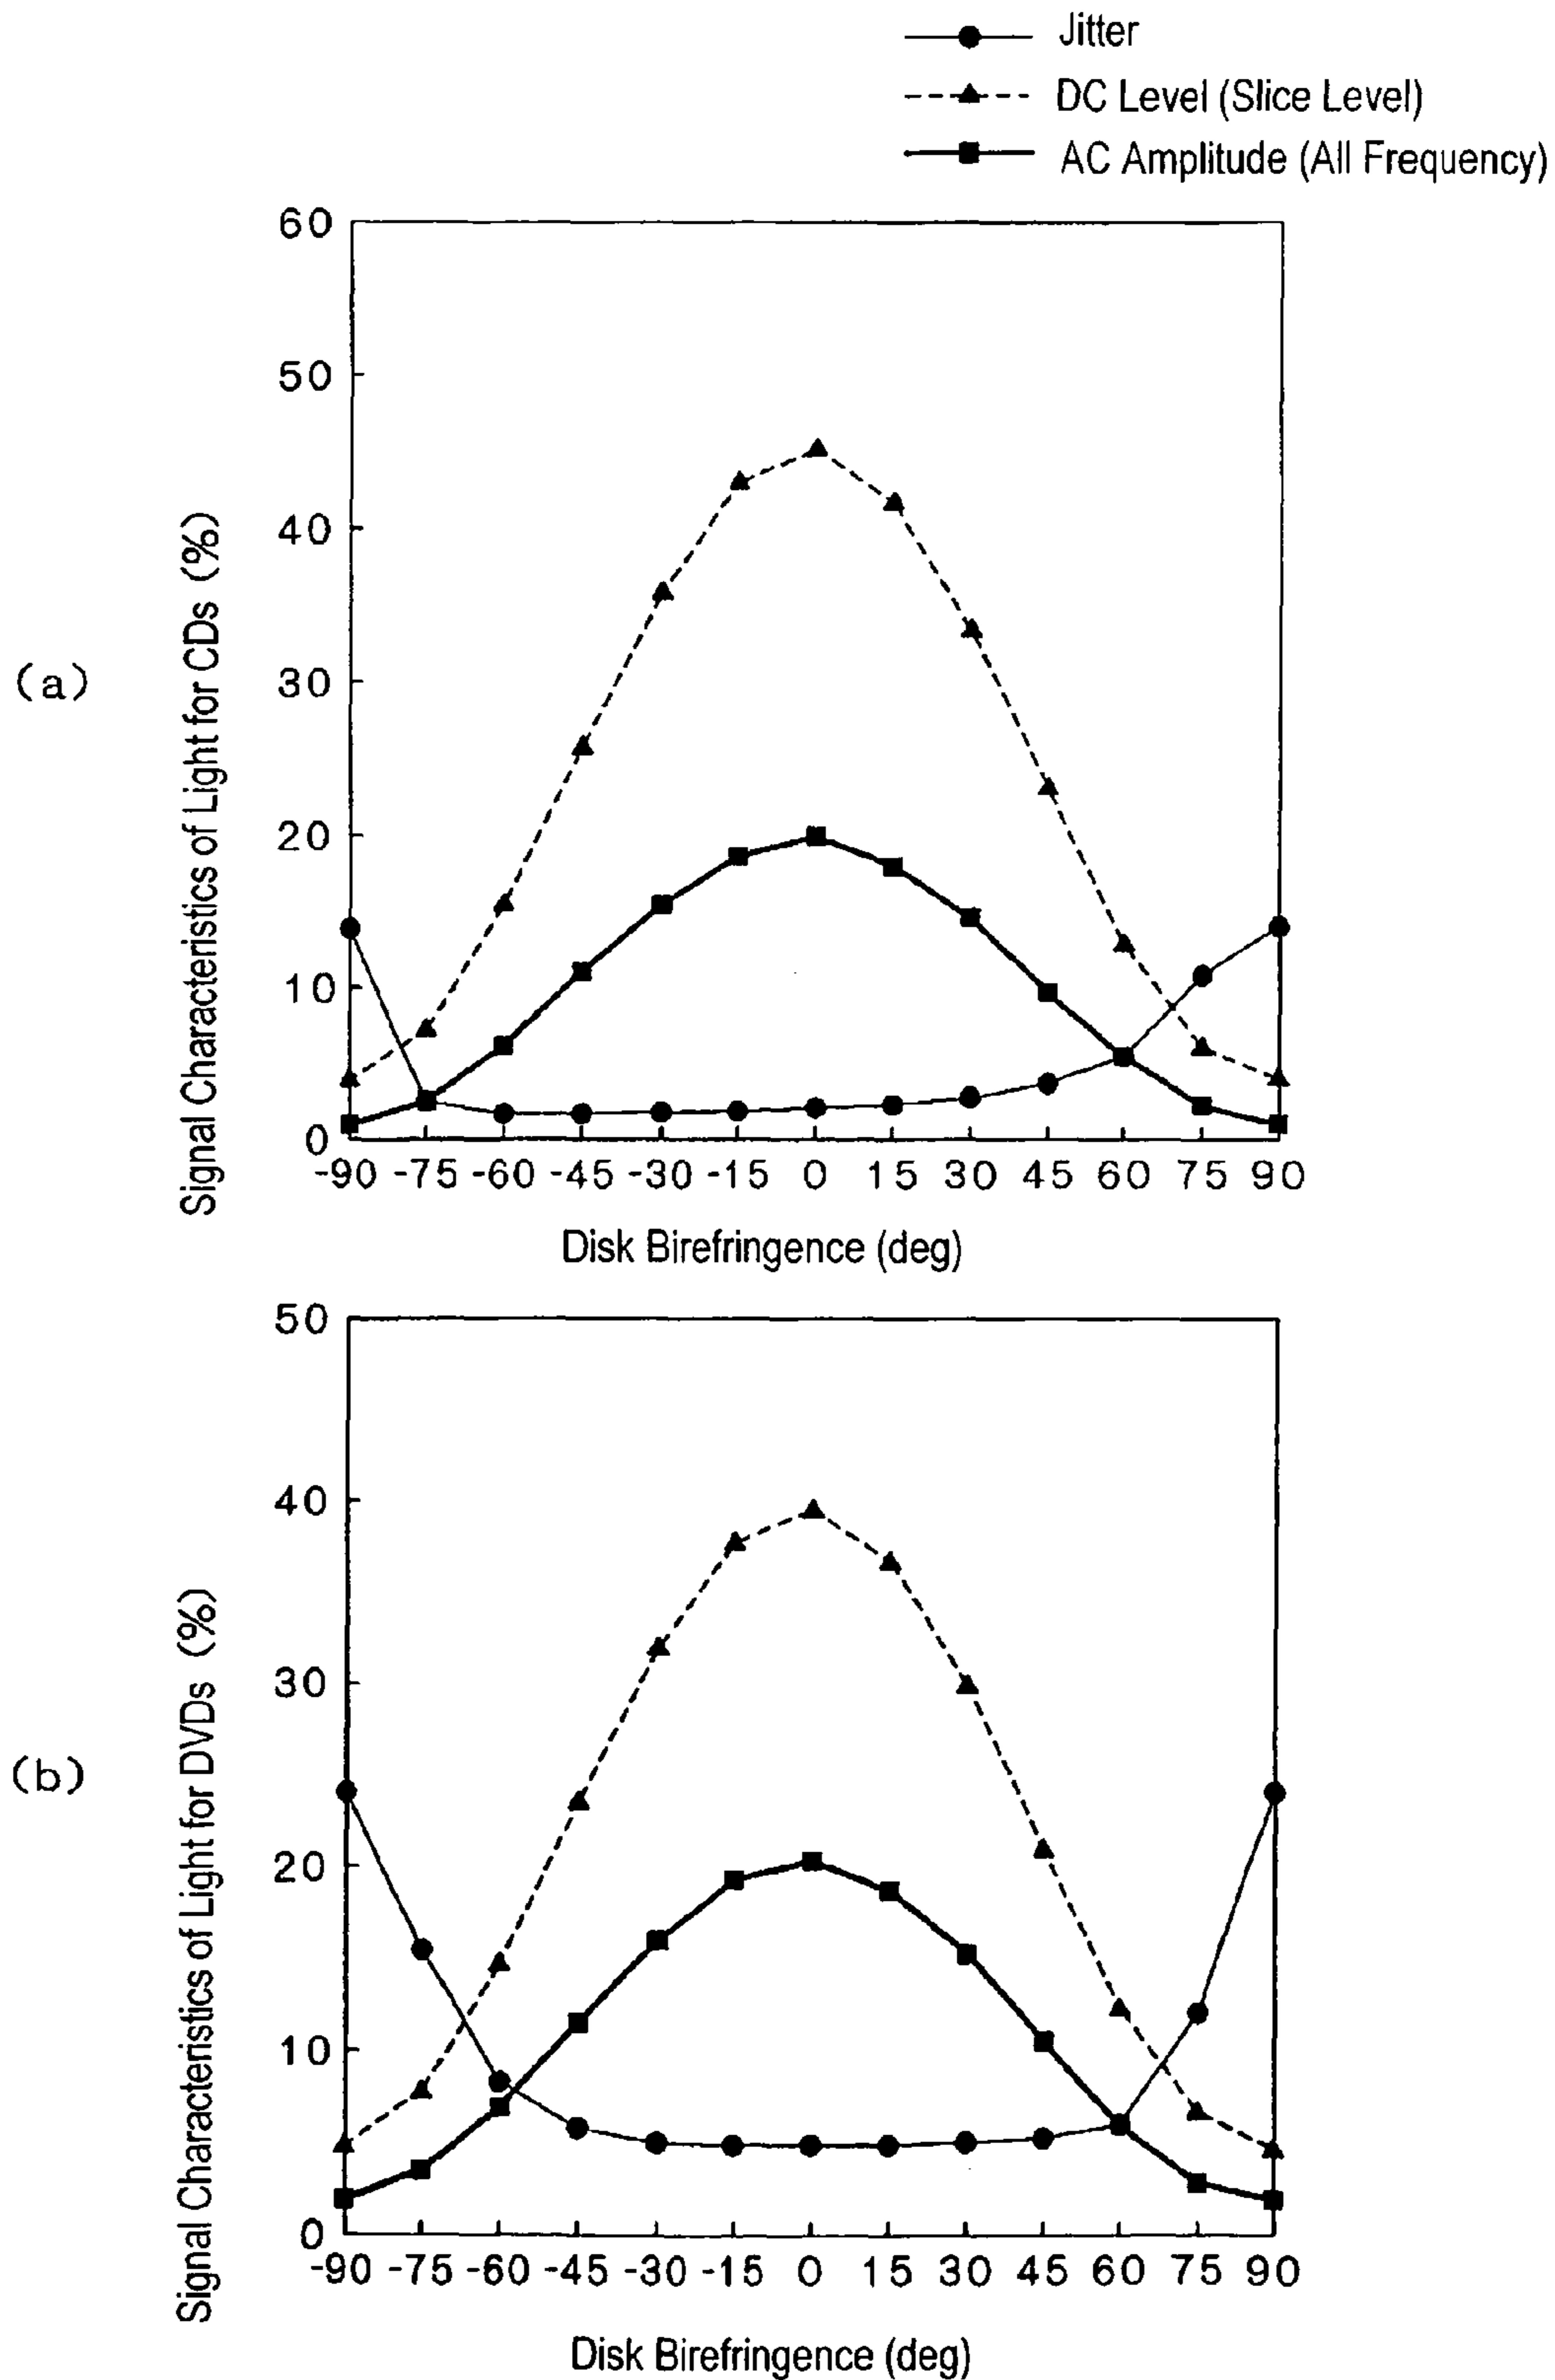 Jitter
DC Level (Slice Level)
AC Amplitude (All Frequency)
(a)
Signal Characteristics of Light for CDs (%)
60
50
40
30
20
10
0
-90 -75 -60 -45 -30 -15 0 15 30 45 60 75 90
Disk Birefringence (deg)
(b)
Signal Characteristics of Light for DVDs (%)
50
40
30
20
10
0
-90 -75 -60 -45 -30 -15 0 15 30 45 60 75 90
Disk Birefringence (deg)